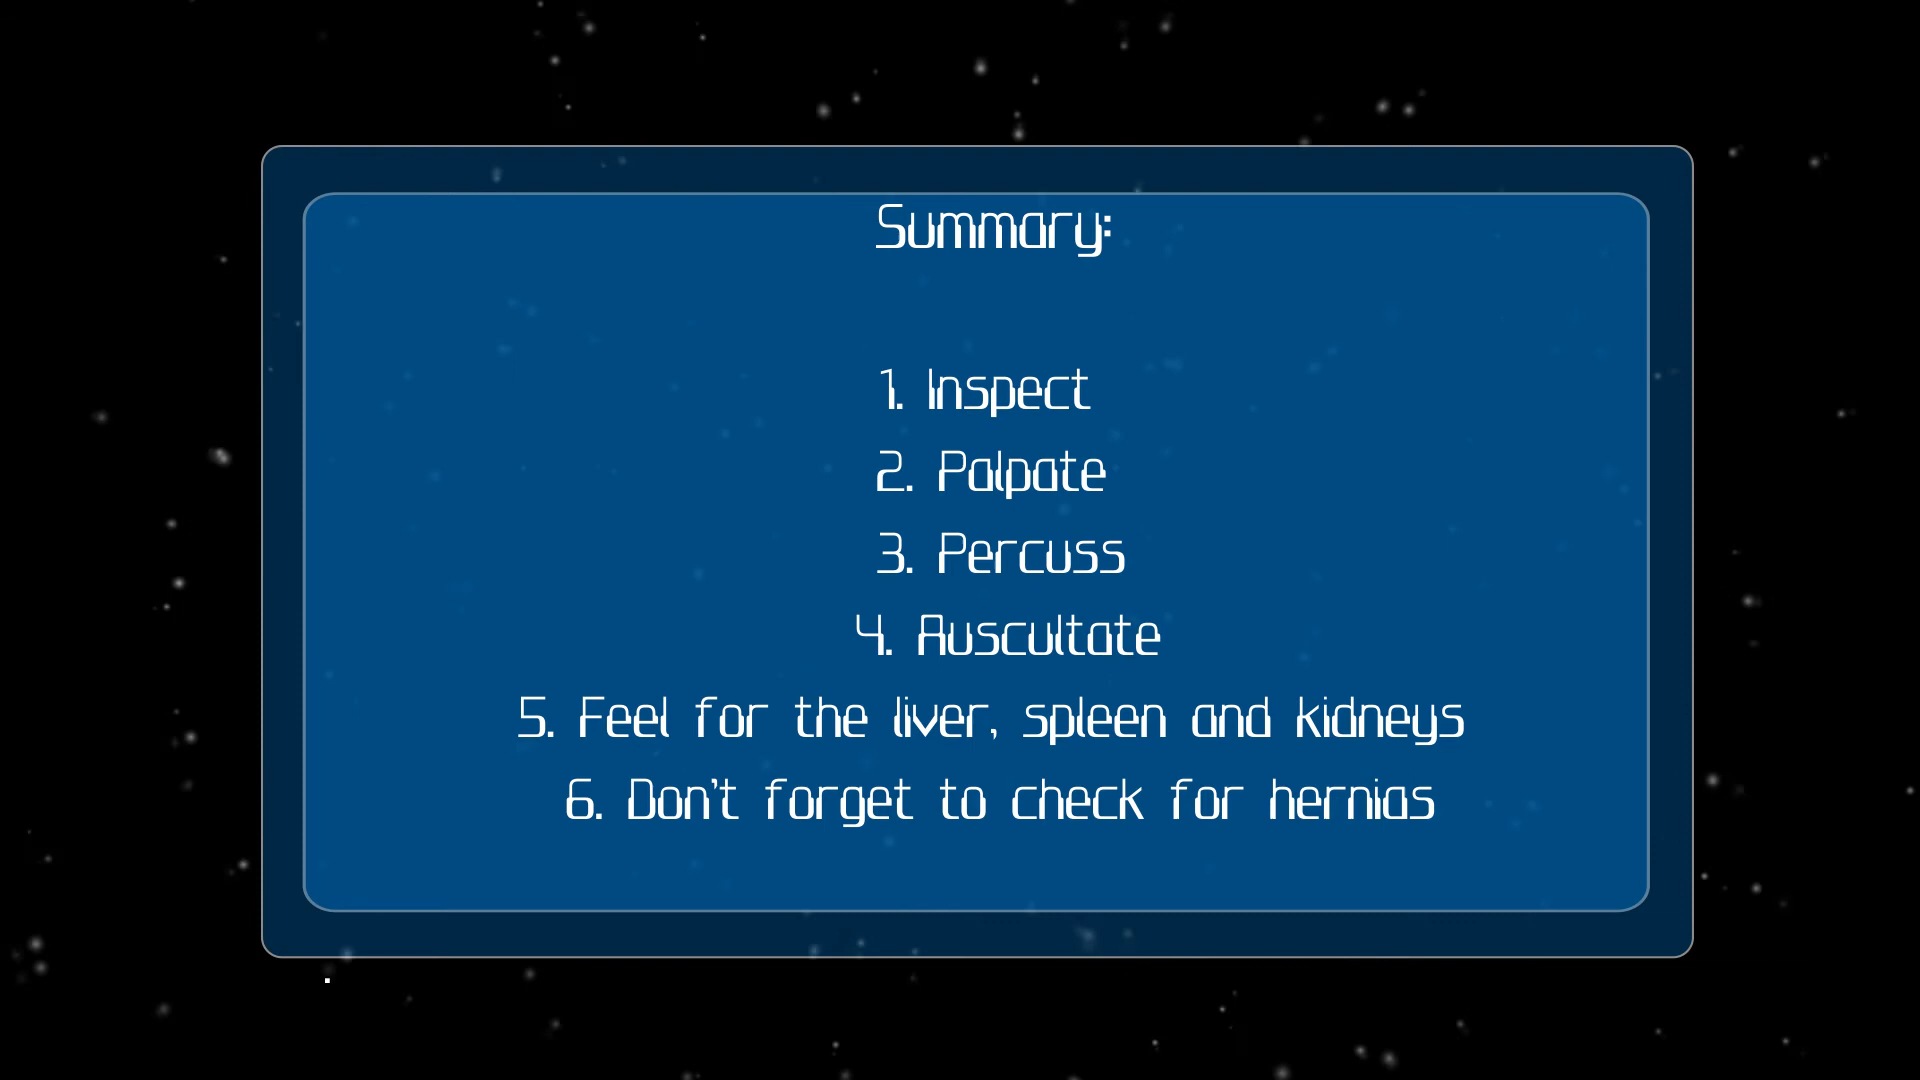 Summary:
1. Inspect
2. Palpate
3. Percuss
4. Auscultate
5. Feel for the liver, spleen and kidneys
6. Don't forget to check for hernias
.